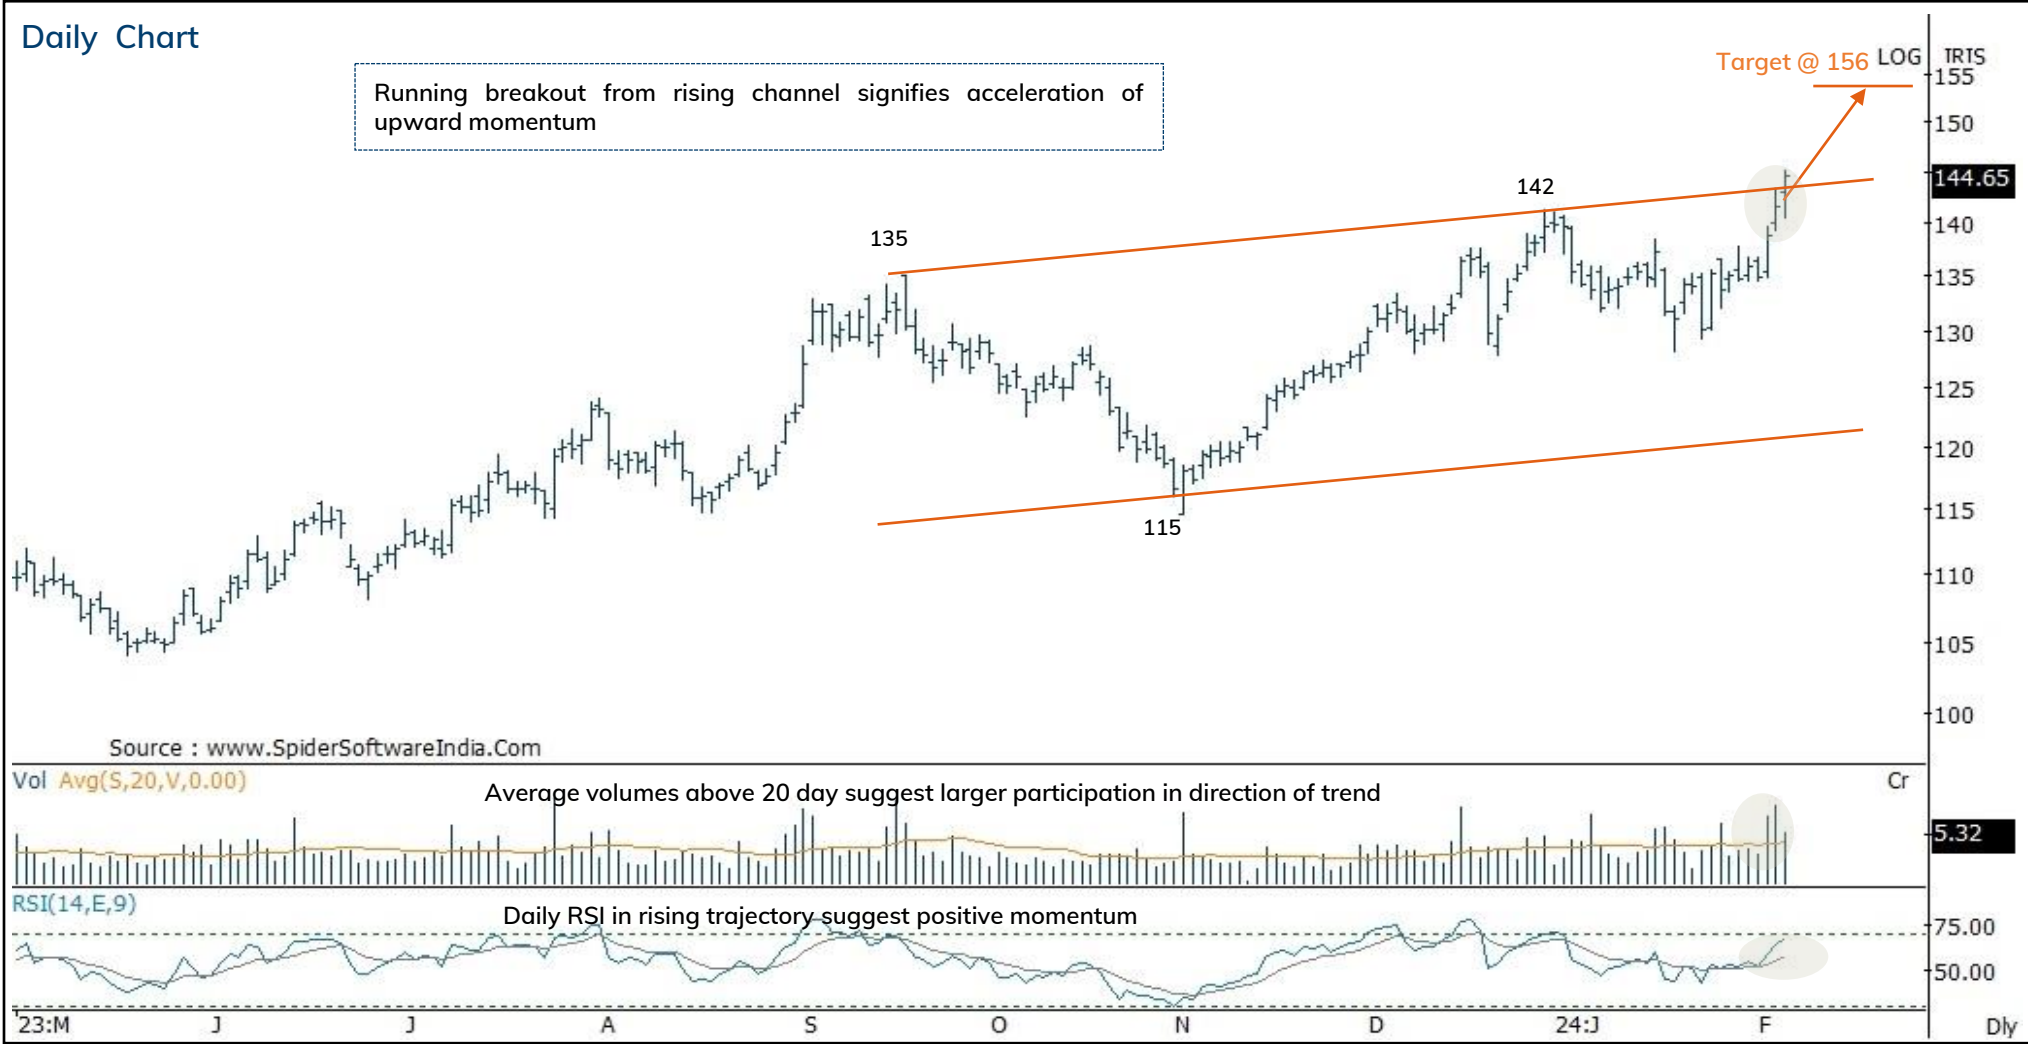 Daily Chart
Target @ 156
LOG
IRIS
Running breakout from rising channel signifies acceleration of
upward momentum
155
150
144.65
140
135
130
125
120
115
110
105
100
135
142
115
Source : www.SpiderSoftwareIndia.Com
Vol Avg(S,20,V,0.00)
Average volumes above 20 day suggest larger participation in direction of trend
Cr
5.32
RSI(14,E,9)
Daily RSI in rising trajectory suggest positive momentum
75.00
50.00
'23:M J J A S O N D 24:J F
Dly